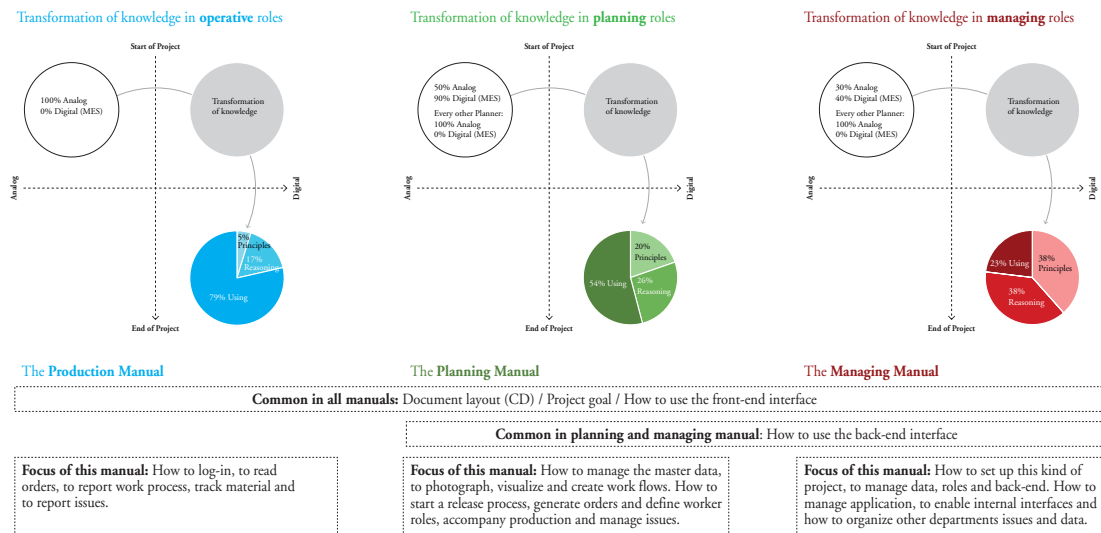 Transformation of knowledge in operative roles
Start of Project
100% Analog
0% Digital (MES)
Transformation
of knowledge
Analog
Digital
5%
Principles
17%
Reasoning
79% Using
End of Project
Transformation of knowledge in planning roles
Start of Project
50% Analog
90% Digital (MES)
Every other Planner:
100% Analog
0% Digital (MES)
Transformation
of knowledge
Analog
Digital
20%
Principles
54% Using
26%
Reasoning
End of Project
Transformation of knowledge in managing roles
Start of Project
30% Analog
40% Digital (MES)
Every other Planner:
100% Analog
0% Digital (MES)
Transformation
of knowledge
Analog
Digital
23% Using
38%
Principles
38%
Reasoning
End of Project
The Production Manual
The Planning Manual
The Managing Manual
Common in all manuals: Document layout (CD) / Project goal / How to use the front-end interface
Common in planning and managing manual: How to use the back-end interface
Focus of this manual: How to log-in, to read
orders, to report work process, track material and
to report issues.
Focus of this manual: How to manage the master data,
to photograph, visualize and create work flows. How to
start a release process, generate orders and define worker
roles, accompany production and manage issues.
Focus of this manual: How to set up this kind of
project, to manage data, roles and back-end. How to
manage application, to enable internal interfaces and
how to organize other departments issues and data.